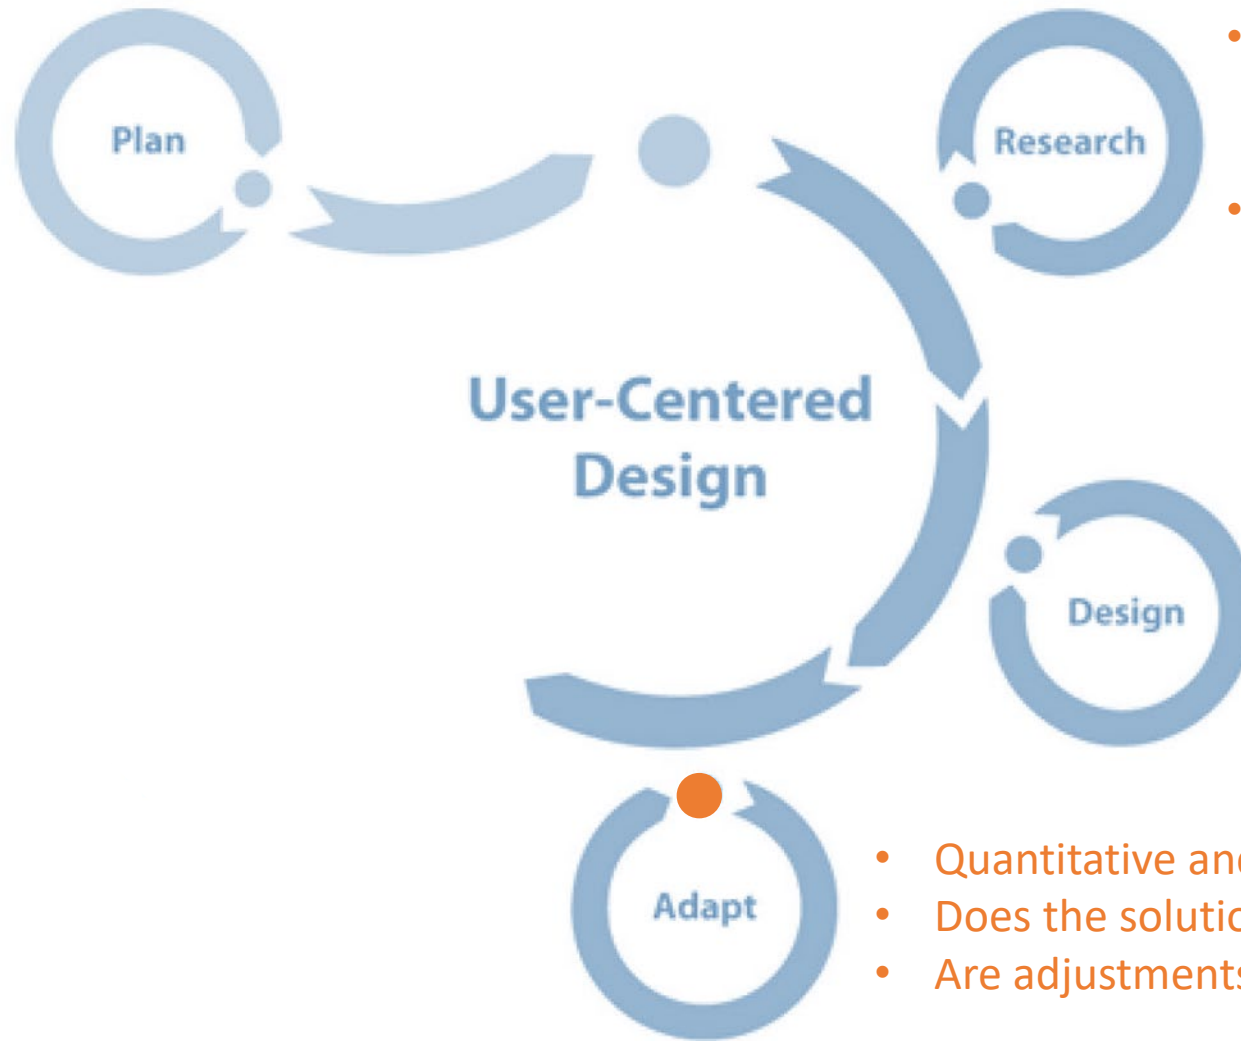 Plan
Research
•
•
User-Centered
Design
Design
Adapt
• Quantitative and
• Does the solutio
• Are adjustments